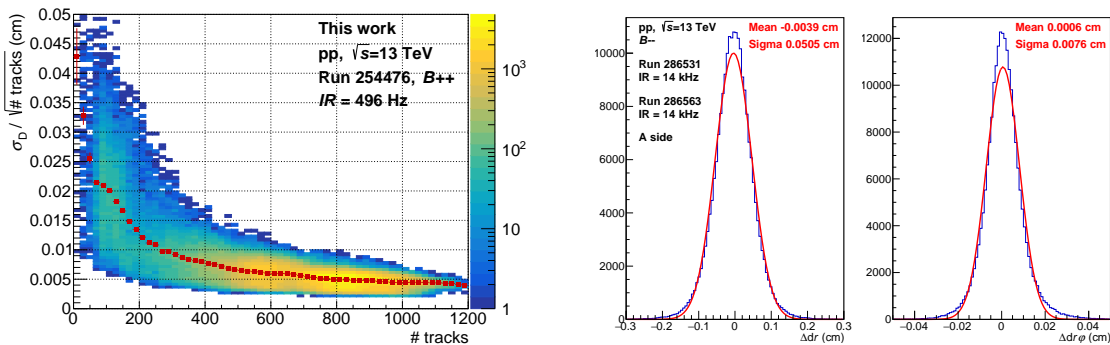 This work
pp, √s=13 TeV
Run 254476, B++
IR = 496 Hz
σD / √# tracks (cm)
0.05
0.045
0.04
0.035
0.03
0.025
0.02
0.015
0.01
0.005
0
0 200 400 600 800 1000 1200
# tracks
10³
10²
10
1
pp, √s=13 TeV
B--
Run 286531
IR = 14 kHz
Run 286563
IR = 14 kHz
A side
Mean -0.0039 cm
Sigma 0.0505 cm
10000
8000
6000
4000
2000
0
−0.3 −0.2 −0.1 0 0.1 0.2 0.3
Δdr (cm)
Mean 0.0006 cm
Sigma 0.0076 cm
12000
10000
8000
6000
4000
2000
0
−0.04 −0.02 0 0.02 0.04
Δdrφ (cm)